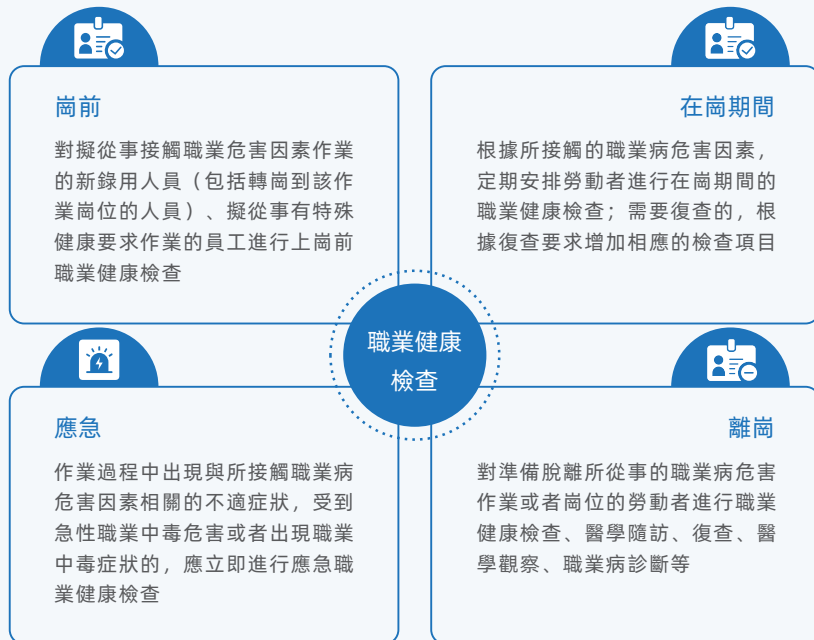 崗前
對擬從事接觸職業危害因素作業
的新錄用人員（包括轉崗到該作
業崗位的人員）、擬從事有特殊
健康要求作業的員工進行上崗前
職業健康檢查
在崗期間
根據所接觸的職業病危害因素，
定期安排勞動者進行在崗期間的
職業健康檢查；需要復查的，根
據復查要求增加相應的檢查項目
職業健康
檢查
應急
作業過程中出現與所接觸職業病
危害因素相關的不適症狀，受到
急性職業中毒危害或者出現職業
中毒症狀的，應立即進行應急職
業健康檢查
離崗
對準備脫離所從事的職業病危害
作業或者崗位的勞動者進行職業
健康檢查、醫學隨訪、復查、醫
學觀察、職業病診斷等